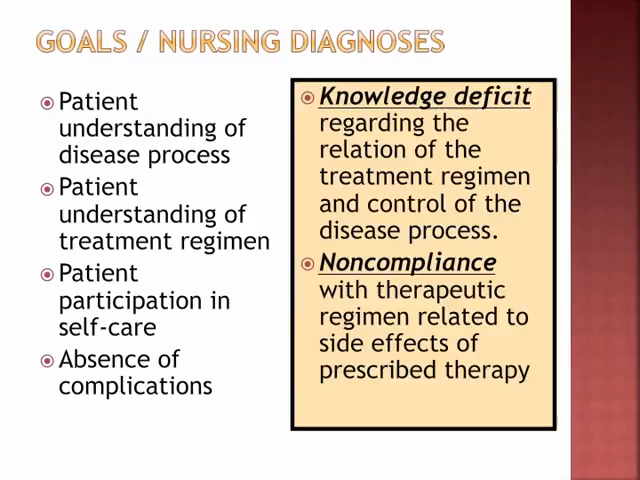 GOALS / NURSING DIAGNOSES
Patient
understanding of
disease process
Patient
understanding of
treatment regimen
Patient
participation in
self-care
Absence of
complications
Knowledge deficit
regarding the
relation of the
treatment regimen
and control of the
disease process.
Noncompliance
with therapeutic
regimen related to
side effects of
prescribed therapy